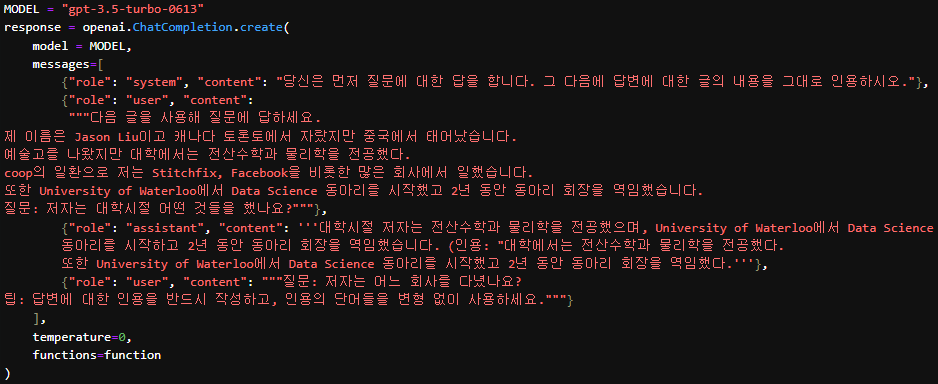 MODEL = "gpt-3.5-turbo-0613"
response = openai.ChatCompletion.create(
    model = MODEL,
    messages=[
        {"role": "system", "content": "당신은 먼저 질문에 대한 답을 합니다. 그 다음에 답변에 대한 글의 내용을 그대로 인용하시오."},
        {"role": "user", "content":
         """다음 글을 사용해 질문에 답하세요.
제 이름은 Jason Liu이고 캐나다 토론토에서 자랐지만 중국에서 태어났습니다.
예술고를 나왔지만 대학에서는 전산수학과 물리학을 전공했다.
coop의 일환으로 저는 Stitchfix, Facebook을 비롯한 많은 회사에서 일했습니다.
또한 University of Waterloo에서 Data Science 동아리를 시작했고 2년 동안 동아리 회장을 역임했습니다.
질문: 저자는 대학시절 어떤 것들을 했나요?"""},
        {"role": "assistant", "content": '''대학시절 저자는 전산수학과 물리학을 전공했으며, University of Waterloo에서 Data Science
        동아리를 시작하고 2년 동안 동아리 회장을 역임했습니다. (인용: "대학에서는 전산수학과 물리학을 전공했다.
        또한 University of Waterloo에서 Data Science 동아리를 시작했고 2년 동안 동아리 회장을 역임했다.'''},
        {"role": "user", "content": """질문: 저자는 어느 회사를 다녔나요?
팁: 답변에 대한 인용을 반드시 작성하고, 인용의 단어들을 변형 없이 사용하세요."""}
    ],
    temperature=0,
    functions=function
)